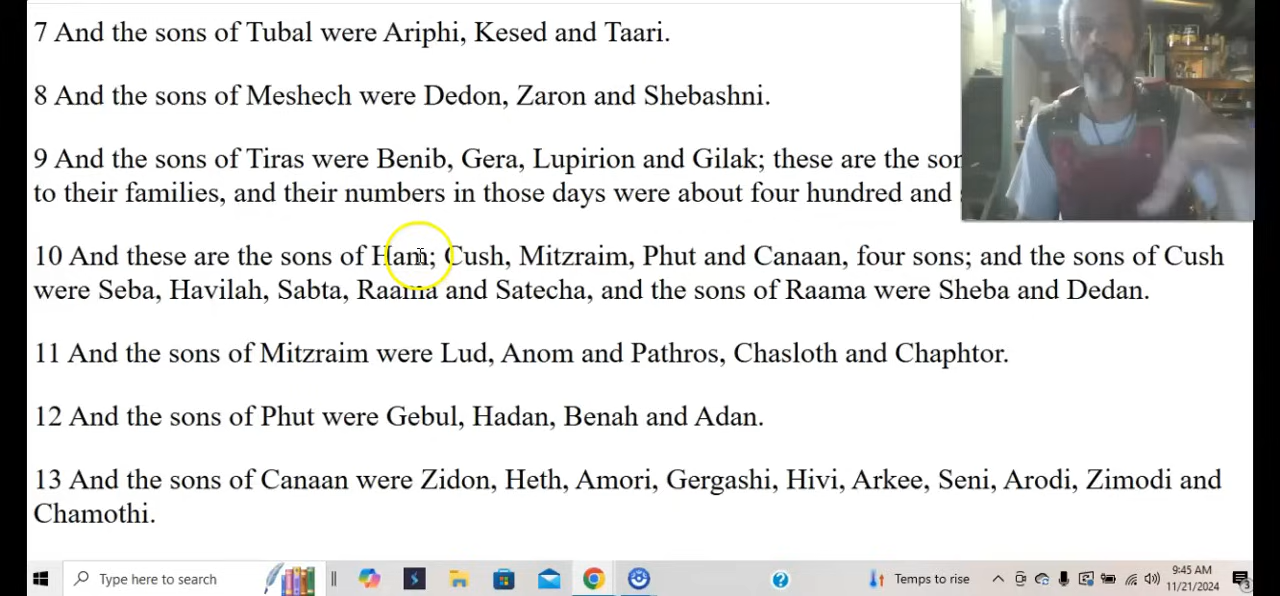 7 And the sons of Tubal were Ariphi, Kesed and Taari.
8 And the sons of Meshech were Dedon, Zaron and Shebashni.
9 And the sons of Tiras were Benib, Gera, Lupirion and Gilak; these are the
to their families, and their numbers in those days were about four hundred and
10 And these are the sons of Ham; Cush, Mitzraim, Phut and Canaan, four sons; and the sons of Cush
were Seba, Havilah, Sabta, Raama and Satecha, and the sons of Raama were Sheba and Dedan.
11 And the sons of Mitzraim were Lud, Anom and Pathros, Chasloth and Chaphtor.
12 And the sons of Phut were Gebul, Hadan, Benah and Adan.
13 And the sons of Canaan were Zidon, Heth, Amori, Gergashi, Hivi, Arkee, Seni, Arodi, Zimodi and
Chamothi.
Type here to search
Temps to rise
9:45 AM
11/21/2024